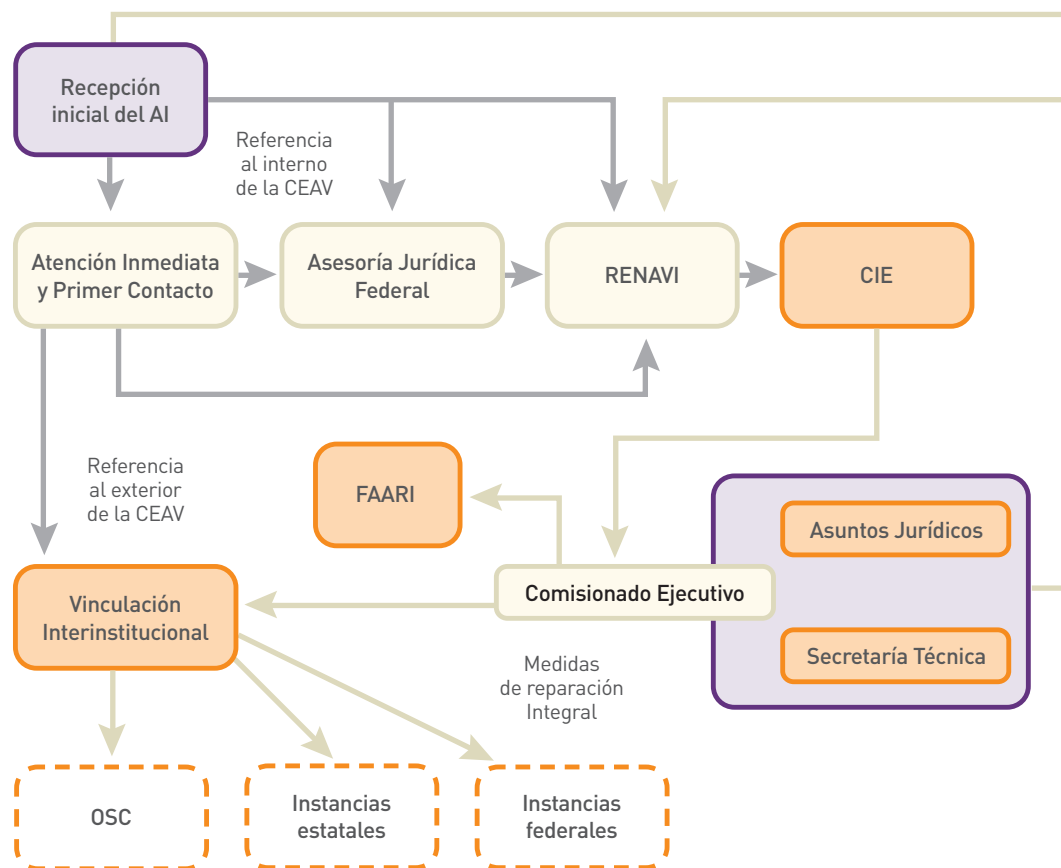 Recepción
inicial del AI
Referencia
al interno
de la CEAV
Atención Inmediata
y Primer Contacto
Asesoría Jurídica
Federal
RENAVI
CIE
Referencia
al exterior
de la CEAV
FAARI
Asuntos Jurídicos
Comisionado Ejecutivo
Secretaría Técnica
Vinculación
Interinstitucional
Medidas
de reparación
Integral
OSC
Instancias
estatales
Instancias
federales